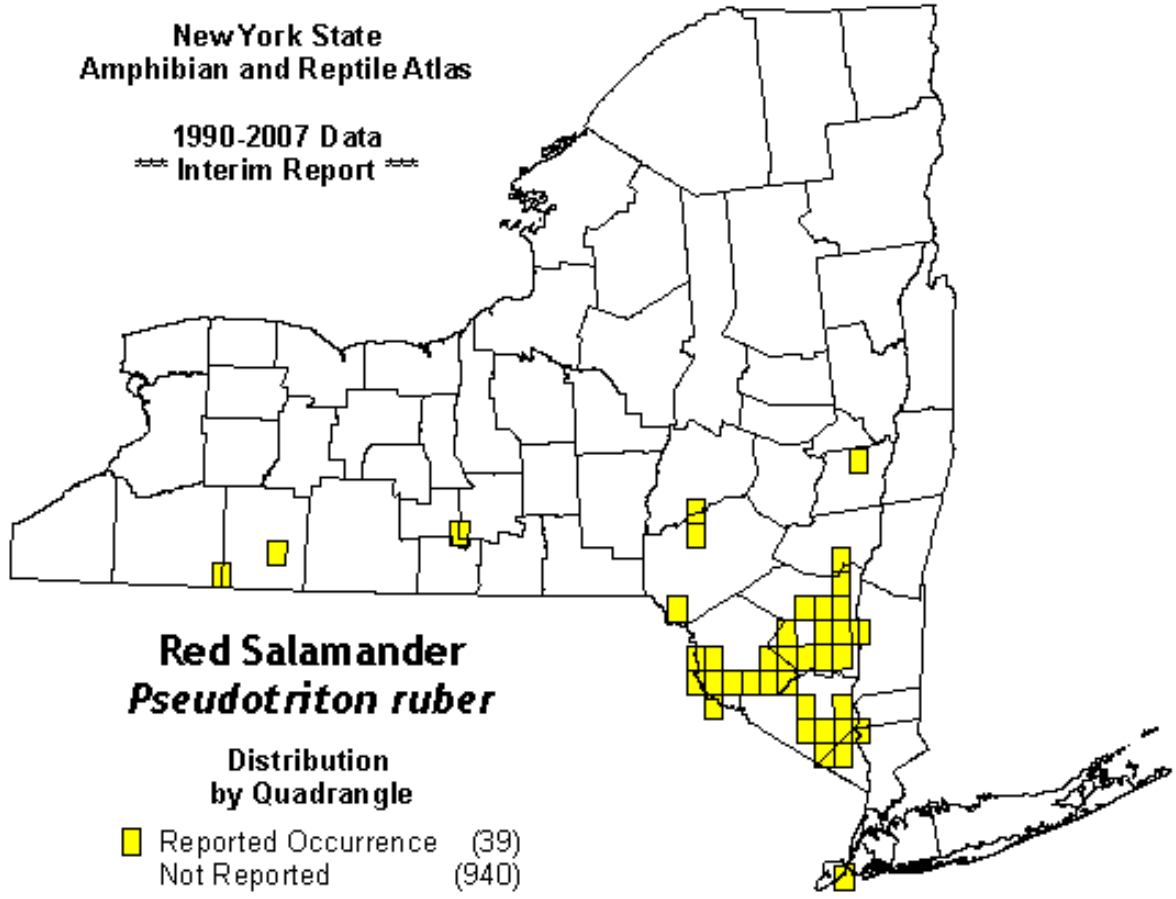 New York State
Amphibian and Reptile Atlas
1990-2007 Data
*** Interim Report ***
Red Salamander
Pseudotriton ruber
Distribution
by Quadrangle
Reported Occurrence (39)
Not Reported (940)